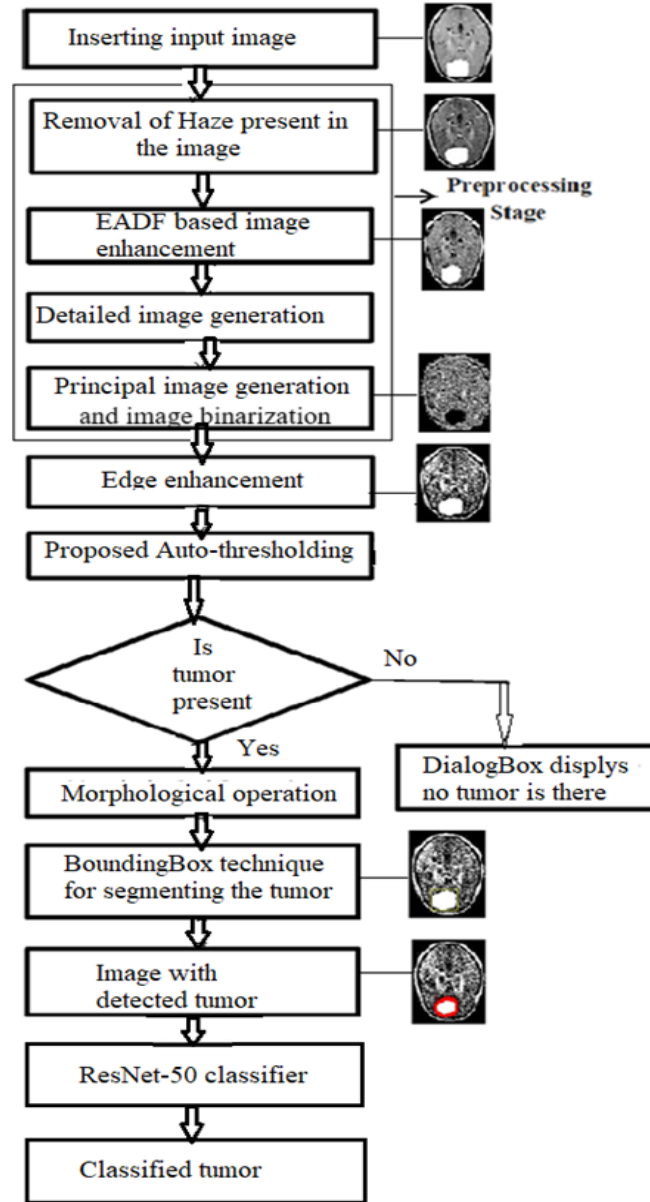 Inserting input image
Removal of Haze present in
the image
Preprocessing
Stage
EADF based image
enhancement
Detailed image generation
Principal image generation
and image binarization
Edge enhancement
Proposed Auto-thresholding
Is
tumor
present
No
Yes
DialogBox displys
no tumor is there
Morphological operation
BoundingBox technique
for segmenting the tumor
Image with
detected tumor
ResNet-50 classifier
Classified tumor